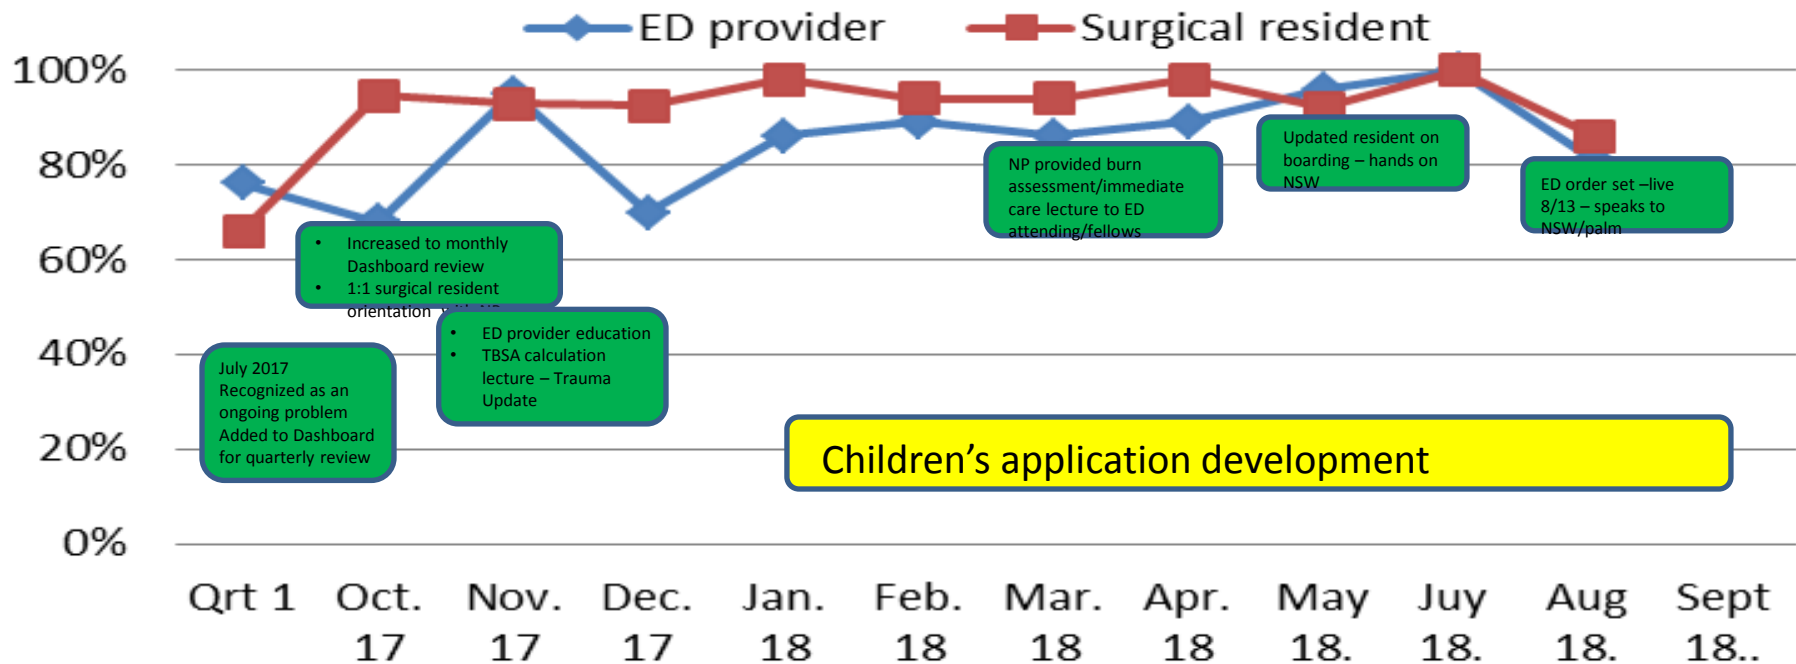 ED provider
Surgical resident
100%
80%
60%
40%
20%
0%
July 2017
Recognized as an
ongoing problem
Added to Dashboard
for quarterly review
• Increased to monthly
Dashboard review
• 1:1 surgical resident
orientation with NP
• ED provider education
• TBSA calculation
lecture – Trauma
Update
NP provided burn
assessment/immediate
care lecture to ED
attending/fellows
Updated resident on
boarding – hands on
NSW
ED order set –live
8/13 – speaks to
NSW/palm
Children's application development
Qrt 1
Oct.
17
Nov.
17
Dec.
17
Jan.
18
Feb.
18
Mar.
18
Apr.
18
May
18.
Juy
18.
Aug
18.
Sept
18..